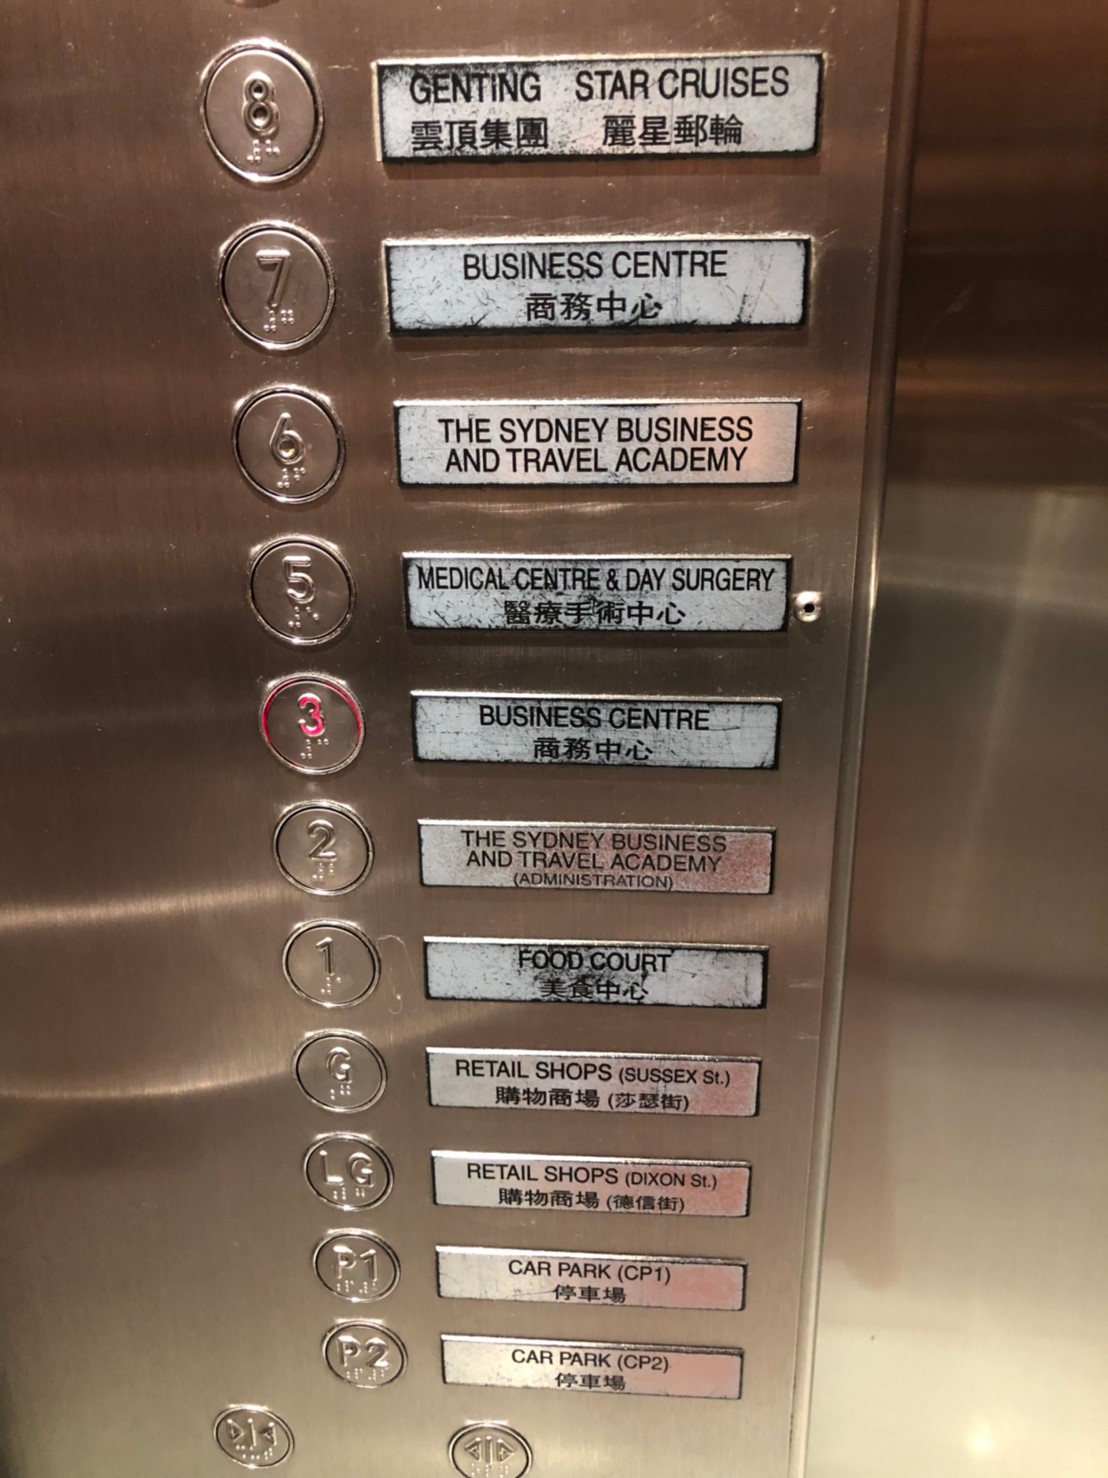 8
GENTING STAR CRUISES
雲頂集團 麗星郵輪
7
BUSINESS CENTRE
商務中心
6
THE SYDNEY BUSINESS
AND TRAVEL ACADEMY
5
MEDICAL CENTRE & DAY SURGERY
醫療手術中心
3
BUSINESS CENTRE
商務中心
2
THE SYDNEY BUSINESS
AND TRAVEL ACADEMY
(ADMINISTRATION)
1
FOOD COURT
美食中心
G
RETAIL SHOPS (SUSSEX St.)
購物商場 (莎瑟街)
LG
RETAIL SHOPS (DIXON St.)
購物商場 (德信街)
P1
CAR PARK (CP1)
停車場
P2
CAR PARK (CP2)
停車場